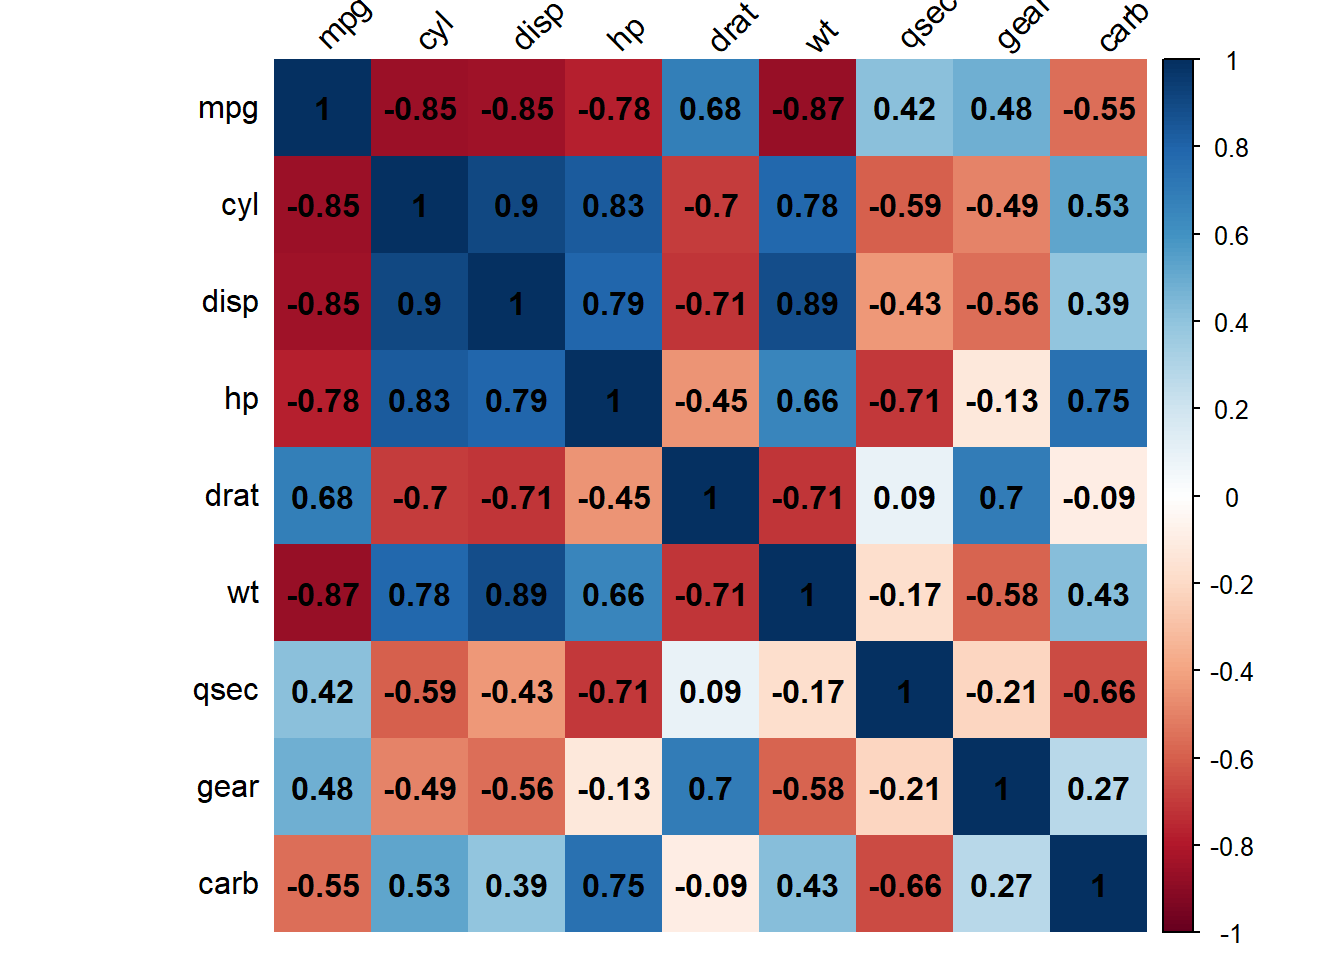 mpg cyl disp hp drat wt qsec gear carb
1
mpg 1 -0.85 -0.85 -0.78 0.68 -0.87 0.42 0.48 -0.55
0.8
cyl -0.85 1 0.9 0.83 -0.7 0.78 -0.59 -0.49 0.53
0.6
disp -0.85 0.9 1 0.79 -0.71 0.89 -0.43 -0.56 0.39
0.4
hp -0.78 0.83 0.79 1 -0.45 0.66 -0.71 -0.13 0.75
0.2
drat 0.68 -0.7 -0.71 -0.45 1 -0.71 0.09 0.7 -0.09
0
wt -0.87 0.78 0.89 0.66 -0.71 1 -0.17 -0.58 0.43
-0.2
qsec 0.42 -0.59 -0.43 -0.71 0.09 -0.17 1 -0.21 -0.66
-0.4
-0.6
gear 0.48 -0.49 -0.56 -0.13 0.7 -0.58 -0.21 1 0.27
-0.8
carb -0.55 0.53 0.39 0.75 -0.09 0.43 -0.66 0.27 1
-1